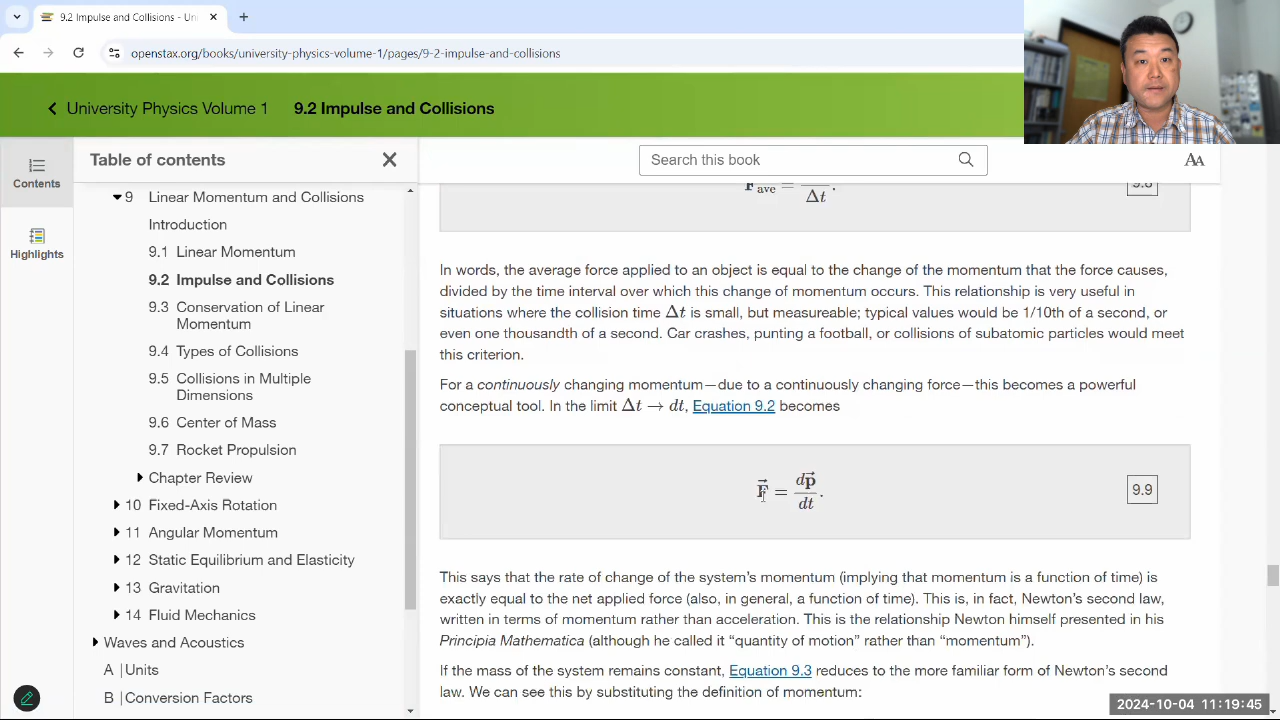 9.2 Impulse and Collisions - Uni
openstax.org/books/university-physics-volume-1/pages/9-2-impulse-and-collisions
University Physics Volume 1 9.2 Impulse and Collisions
Contents
Highlights
Table of contents
9 Linear Momentum and Collisions
Introduction
9.1 Linear Momentum
9.2 Impulse and Collisions
9.3 Conservation of Linear
Momentum
9.4 Types of Collisions
9.5 Collisions in Multiple
Dimensions
9.6 Center of Mass
9.7 Rocket Propulsion
Chapter Review
10 Fixed-Axis Rotation
11 Angular Momentum
12 Static Equilibrium and Elasticity
13 Gravitation
14 Fluid Mechanics
Waves and Acoustics
A | Units
B | Conversion Factors
Search this book
AA
F ave = Δt . 9.8
In words, the average force applied to an object is equal to the change of the momentum that the force causes,
divided by the time interval over which this change of momentum occurs. This relationship is very useful in
situations where the collision time Δt is small, but measureable; typical values would be 1/10th of a second, or
even one thousandth of a second. Car crashes, punting a football, or collisions of subatomic particles would meet
this criterion.
For a continuously changing momentum—due to a continuously changing force—this becomes a powerful
conceptual tool. In the limit Δt → dt, Equation 9.2 becomes
F⃗ = dp⃗/dt. 9.9
This says that the rate of change of the system's momentum (implying that momentum is a function of time) is
exactly equal to the net applied force (also, in general, a function of time). This is, in fact, Newton's second law,
written in terms of momentum rather than acceleration. This is the relationship Newton himself presented in his
Principia Mathematica (although he called it “quantity of motion” rather than “momentum”).
If the mass of the system remains constant, Equation 9.3 reduces to the more familiar form of Newton's second
law. We can see this by substituting the definition of momentum:
2024-10-04 11:19:45